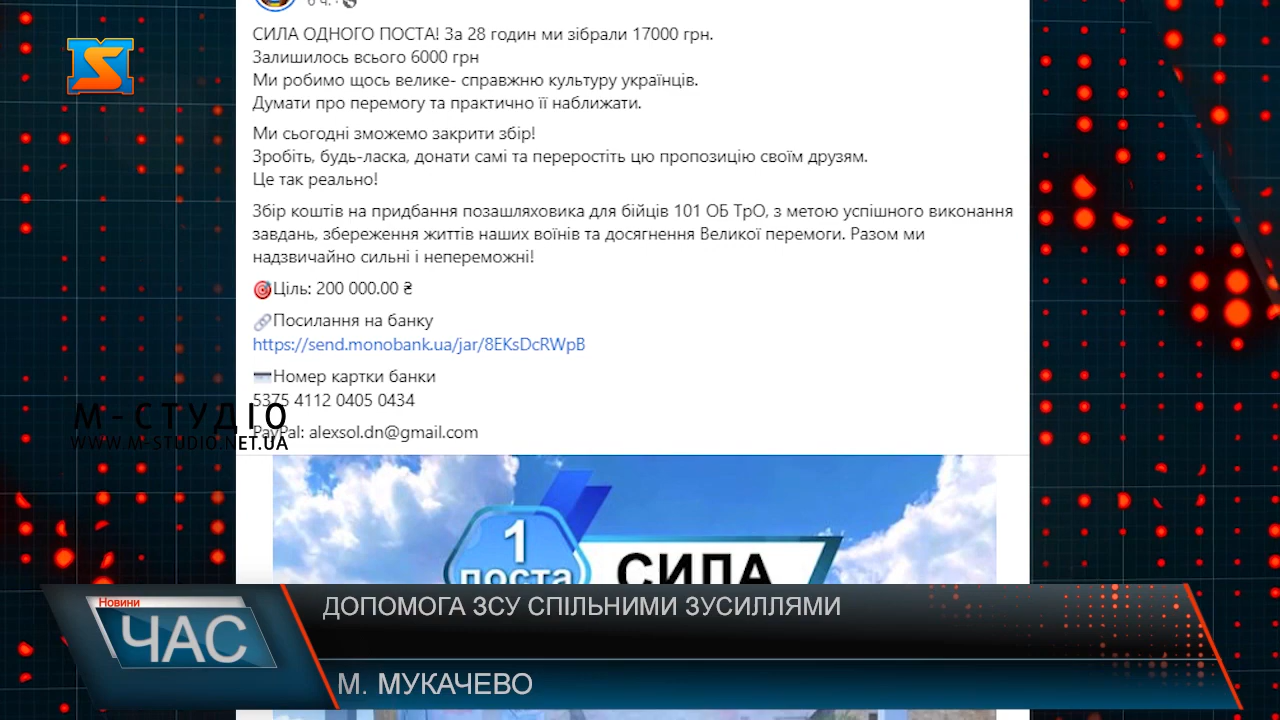 6 ч. ·
СИЛА ОДНОГО ПОСТА! За 28 годин ми зібрали 17000 грн.
Залишилось всього 6000 грн
Ми робимо щось велике- справжню культуру українців.
Думати про перемогу та практично її наближати.
Ми сьогодні зможемо закрити збір!
Зробіть, будь-ласка, донати самі та переростіть цю пропозицію своїм друзям.
Це так реально!
Збір коштів на придбання позашляховика для бійців 101 ОБ ТрО, з метою успішного виконання
завдань, збереження життів наших воїнів та досягнення Великої перемоги. Разом ми
надзвичайно сильні і непереможні!
Ціль: 200 000.00 ₴
Посилання на банку
https://send.monobank.ua/jar/8EKsDcRWpB
Номер картки банки
5375 4112 0405 0434
М-СТУДІО
PayPal: alexsol.dn@gmail.com
WWW.M-STUDIO.NET.UA
1
поста
СИЛА
Новини
ЧАС
ДОПОМОГА ЗСУ СПІЛЬНИМИ ЗУСИЛЛЯМИ
М. МУКАЧЕВО